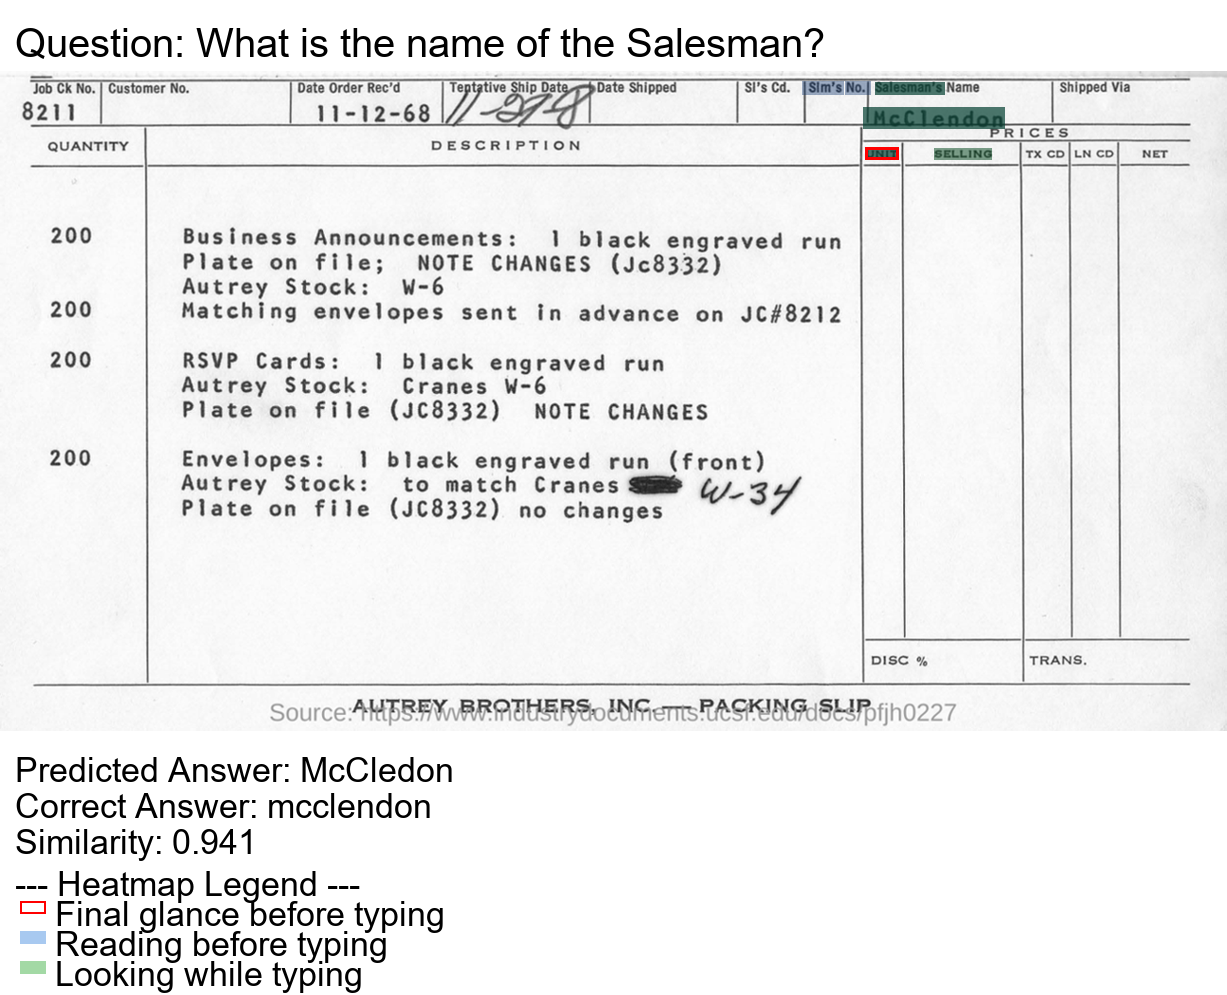 Question: What is the name of the Salesman?
Job Ck No. Customer No. Date Order Rec'd Tentative Ship Date Date Shipped Sl's Cd. Slm's No. Salesman's Name Shipped Via
8211 11-12-68 McClendon
QUANTITY DESCRIPTION PRICES
UNIT SELLING TX CD LN CD NET
200 Business Announcements: 1 black engraved run
Plate on file; NOTE CHANGES (Jc8332)
Autrey Stock: W-6
200 Matching envelopes sent in advance on JC#8212
200 RSVP Cards: 1 black engraved run
Autrey Stock: Cranes W-6
Plate on file (JC8332) NOTE CHANGES
200 Envelopes: 1 black engraved run (front)
Autrey Stock: to match Cranes W-34
Plate on file (JC8332) no changes
DISC % TRANS.
AUTREY BROTHERS, INC. — PACKING SLIP
Source: https://www.industrydocuments.ucsf.edu/docs/pfjh0227
Predicted Answer: McCledon
Correct Answer: mcclendon
Similarity: 0.941
--- Heatmap Legend ---
Final glance before typing
Reading before typing
Looking while typing